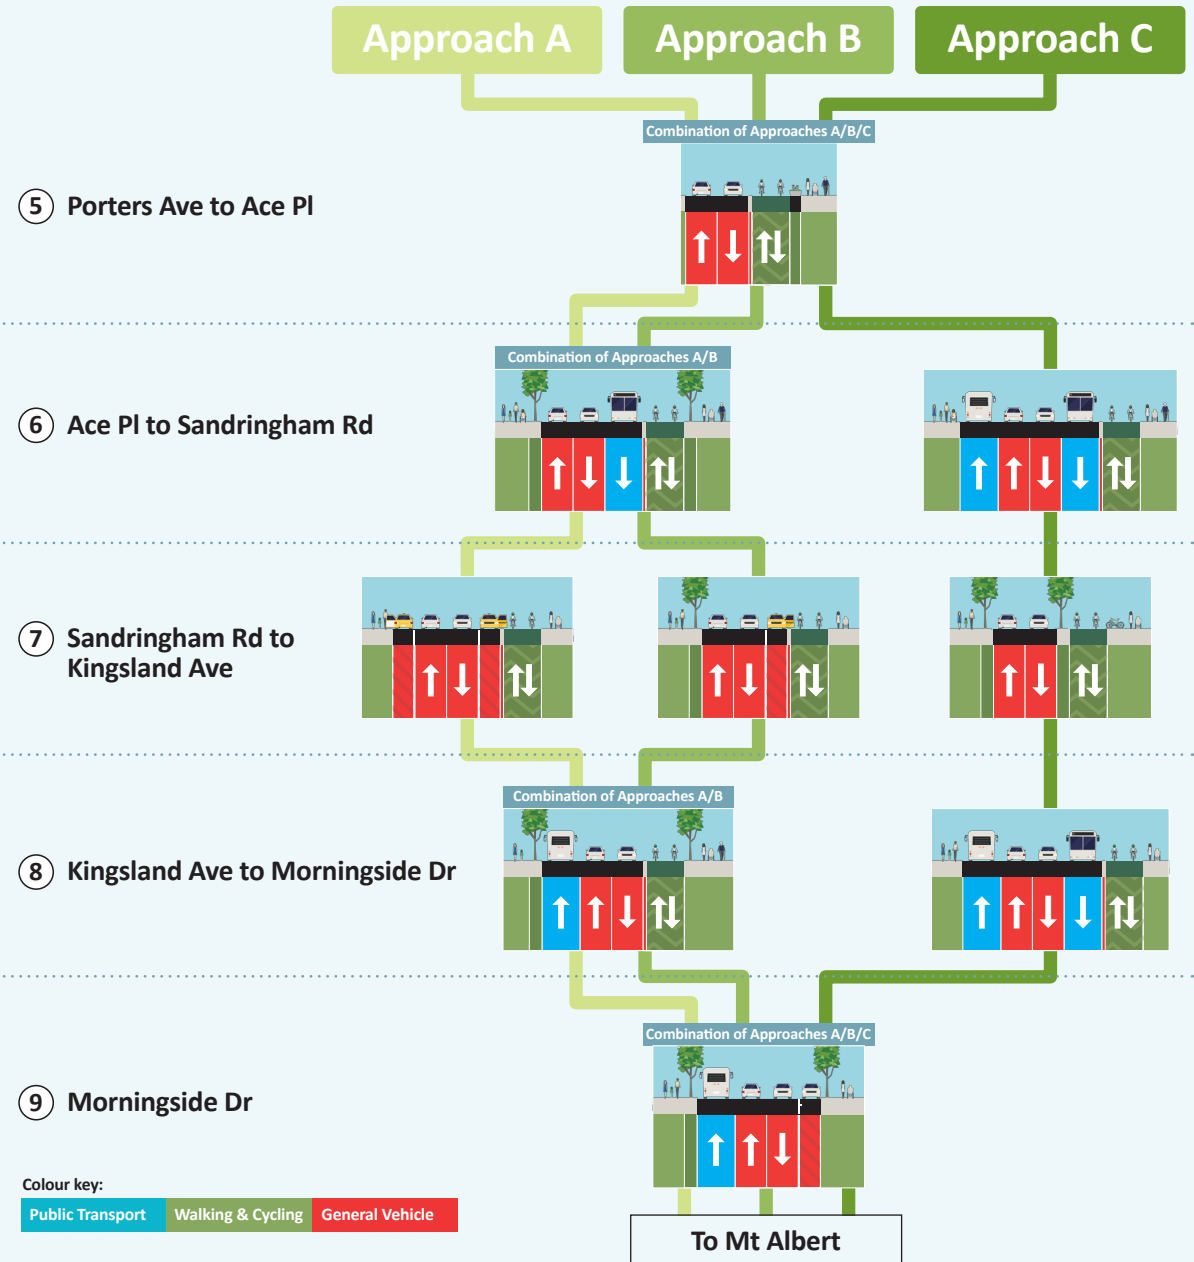 Approach A
Approach B
Approach C
Combination of Approaches A/B/C
5 Porters Ave to Ace Pl
Combination of Approaches A/B
6 Ace Pl to Sandringham Rd
7 Sandringham Rd to
Kingsland Ave
Combination of Approaches A/B
8 Kingsland Ave to Morningside Dr
Combination of Approaches A/B/C
9 Morningside Dr
Colour key:
Public Transport
Walking & Cycling
General Vehicle
To Mt Albert